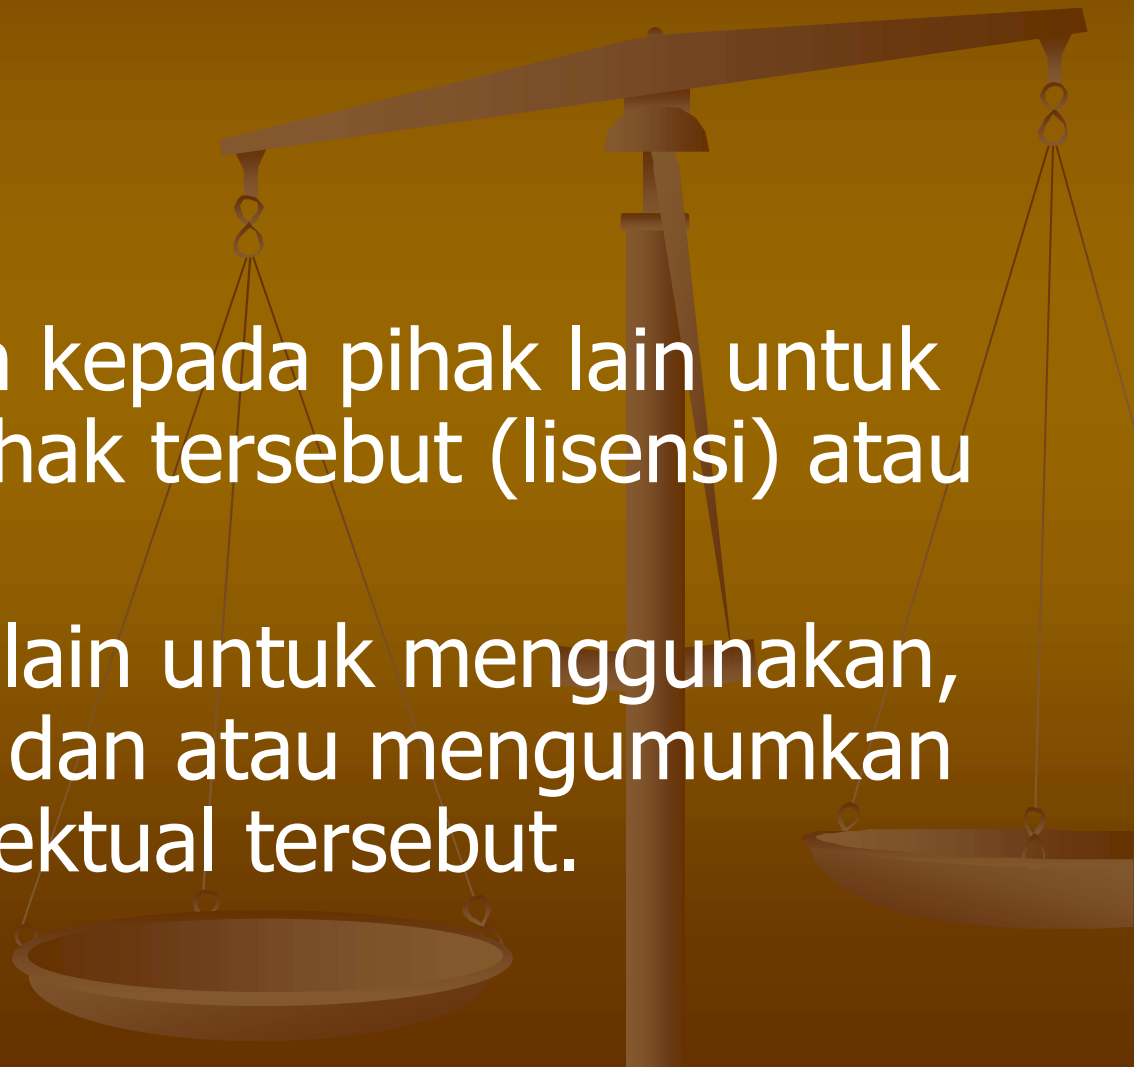 kepada pihak lain untuk
hak tersebut (lisensi) atau
lain untuk menggunakan,
dan atau mengumumkan
ektual tersebut.